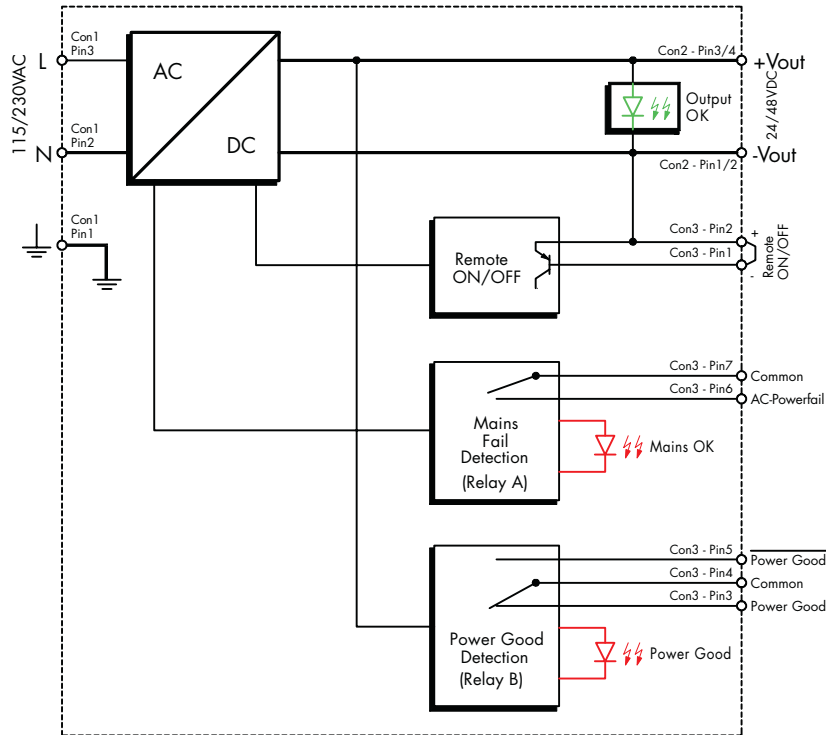 115/230VAC
L
Con1
Pin3
N
Con1
Pin2
Con1
Pin1
AC
DC
Con2 - Pin3/4
+Vout
Output
OK
24/48VDC
-Vout
Con2 - Pin1/2
Remote
ON/OFF
Con3 - Pin2
Con3 - Pin1
+
-
Remote
ON/OFF
Con3 - Pin7
Common
Con3 - Pin6
AC-Powerfail
Mains
Fail
Detection
(Relay A)
Mains OK
Con3 - Pin5
Power Good
Con3 - Pin4
Common
Con3 - Pin3
Power Good
Power Good
Detection
(Relay B)
Power Good